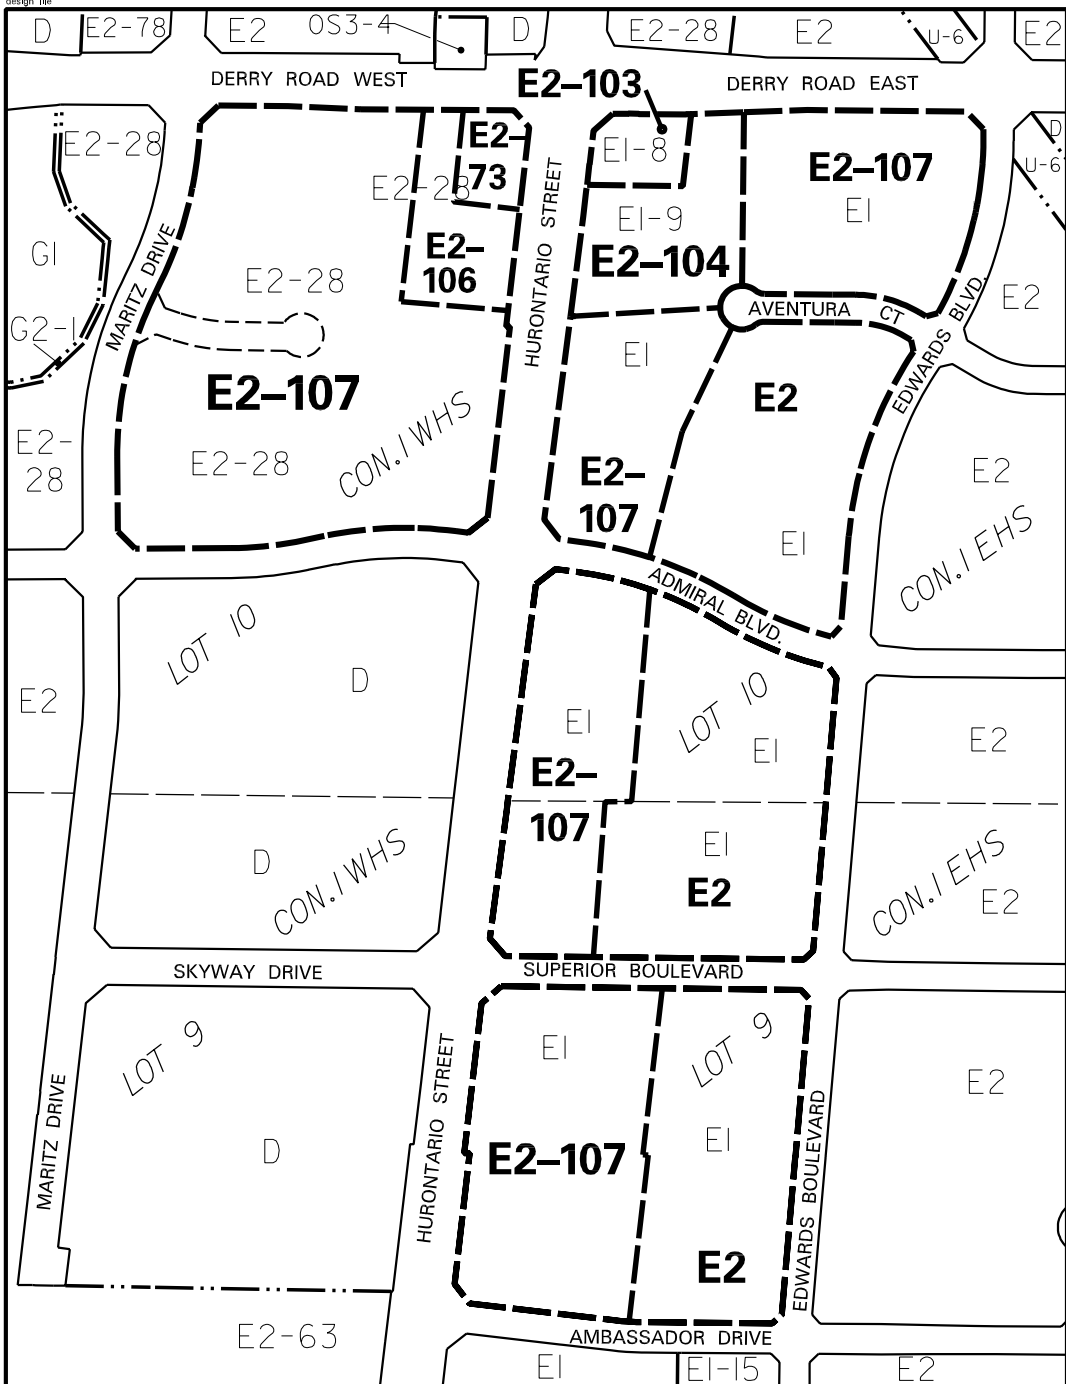 design file
D
E2-78
E2
OS3-4
D
E2-28
E2
U-6
E2
DERRY ROAD WEST
E2-103
DERRY ROAD EAST
E2-28
E2-28
E2-73
E1-8
E2-107
E1
D
U-6
G1
G2-1
MARITZ DRIVE
E2-28
E2-106
HURONTARIO STREET
E1-9
E2-104
E2
AVENTURA CT
EDWARDS BLVD.
E2-107
E1
E2
E2-28
E2-28
CON. 1 WHS
E2-107
E1
E2
CON. 1 EHS
ADMIRAL BLVD.
LOT 10
D
E2
E1
LOT 10
E1
E2
E2-107
D
CON. 1 WHS
E1
E2
CON. 1 EHS
E2
SKYWAY DRIVE
SUPERIOR BOULEVARD
LOT 9
E1
LOT 9
E2
MARITZ DRIVE
D
HURONTARIO STREET
E2-107
E1
EDWARDS BOULEVARD
E2
E2-63
AMBASSADOR DRIVE
E1
E1-15
E2